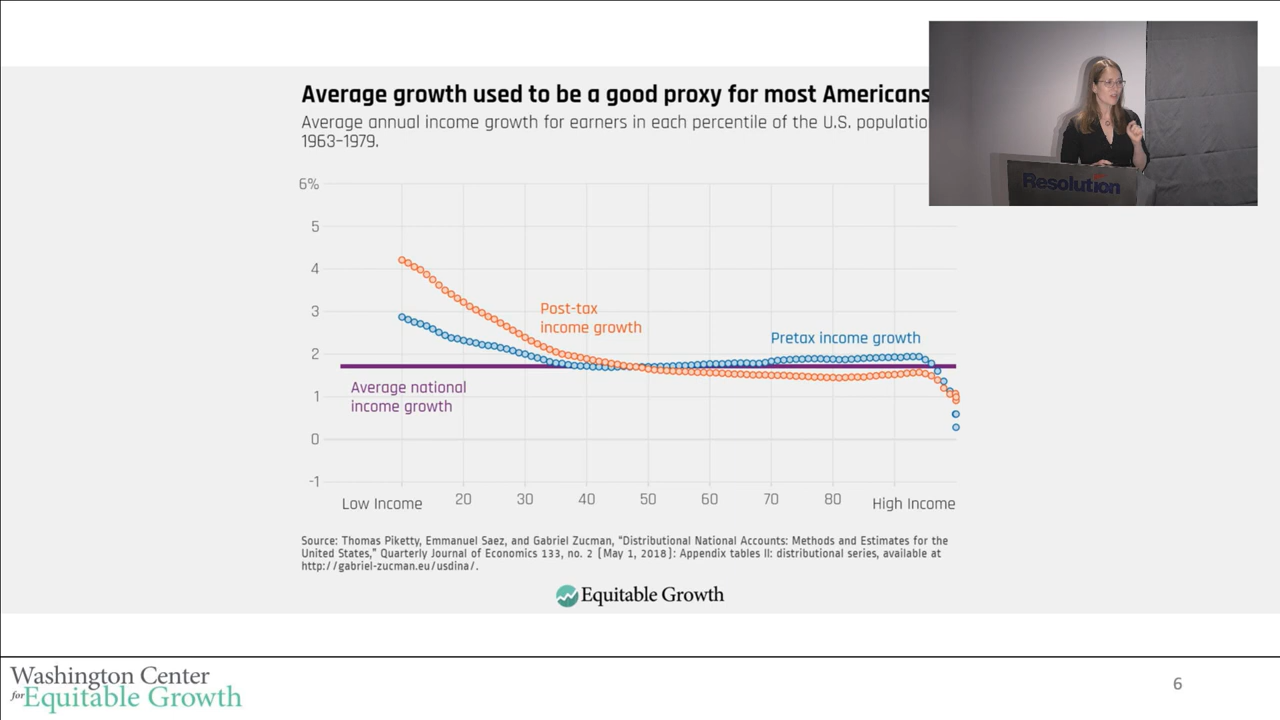 Average growth used to be a good proxy for most Americans
Average annual income growth for earners in each percentile of the U.S. populatio
1963–1979.
Resolution
6%
5
4
3
2
1
0
-1
Post-tax
income growth
Pretax income growth
Average national
income growth
Low Income 20 30 40 50 60 70 80 High Income
Source: Thomas Piketty, Emmanuel Saez, and Gabriel Zucman, “Distributional National Accounts: Methods and Estimates for the
United States,” Quarterly Journal of Economics 133, no. 2 (May 1, 2018): Appendix tables II: distributional series, available at
http://gabriel-zucman.eu/usdina/.
Equitable Growth
Washington Center
for Equitable Growth
6